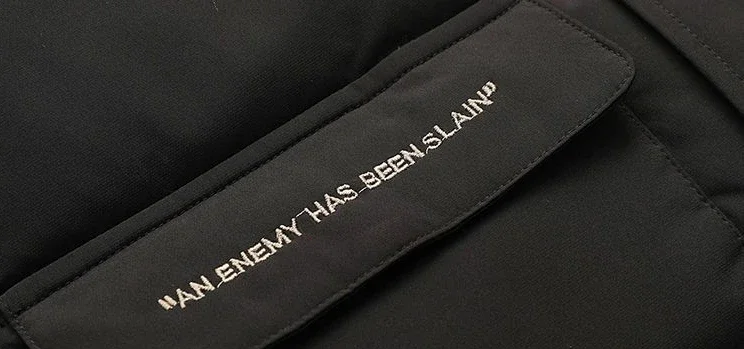 "AN ENEMY HAS BEEN SLAIN"